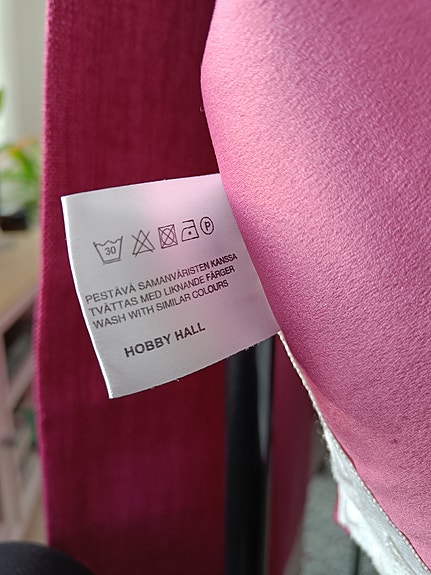 30 P
PESTÄVÄ SAMANVÄRISTEN KANSSA
TVÄTTAS MED LIKNANDE FÄRGER
WASH WITH SIMILAR COLOURS
HOBBY HALL